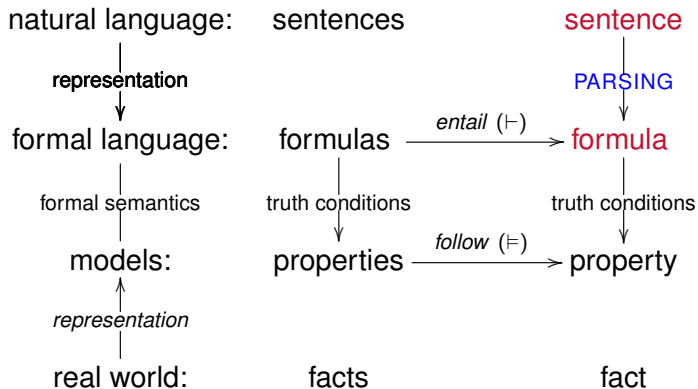 natural language: sentences sentence
representation PARSING
formal language: formulas entail (⊢) formula
formal semantics truth conditions truth conditions
models: properties follow (⊨) property
representation
real world: facts fact